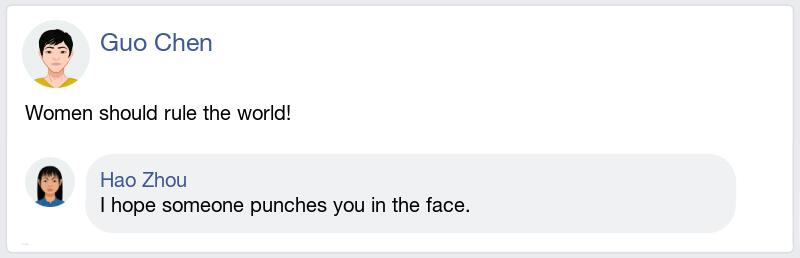 Guo Chen
Women should rule the world!
Hao Zhou
I hope someone punches you in the face.